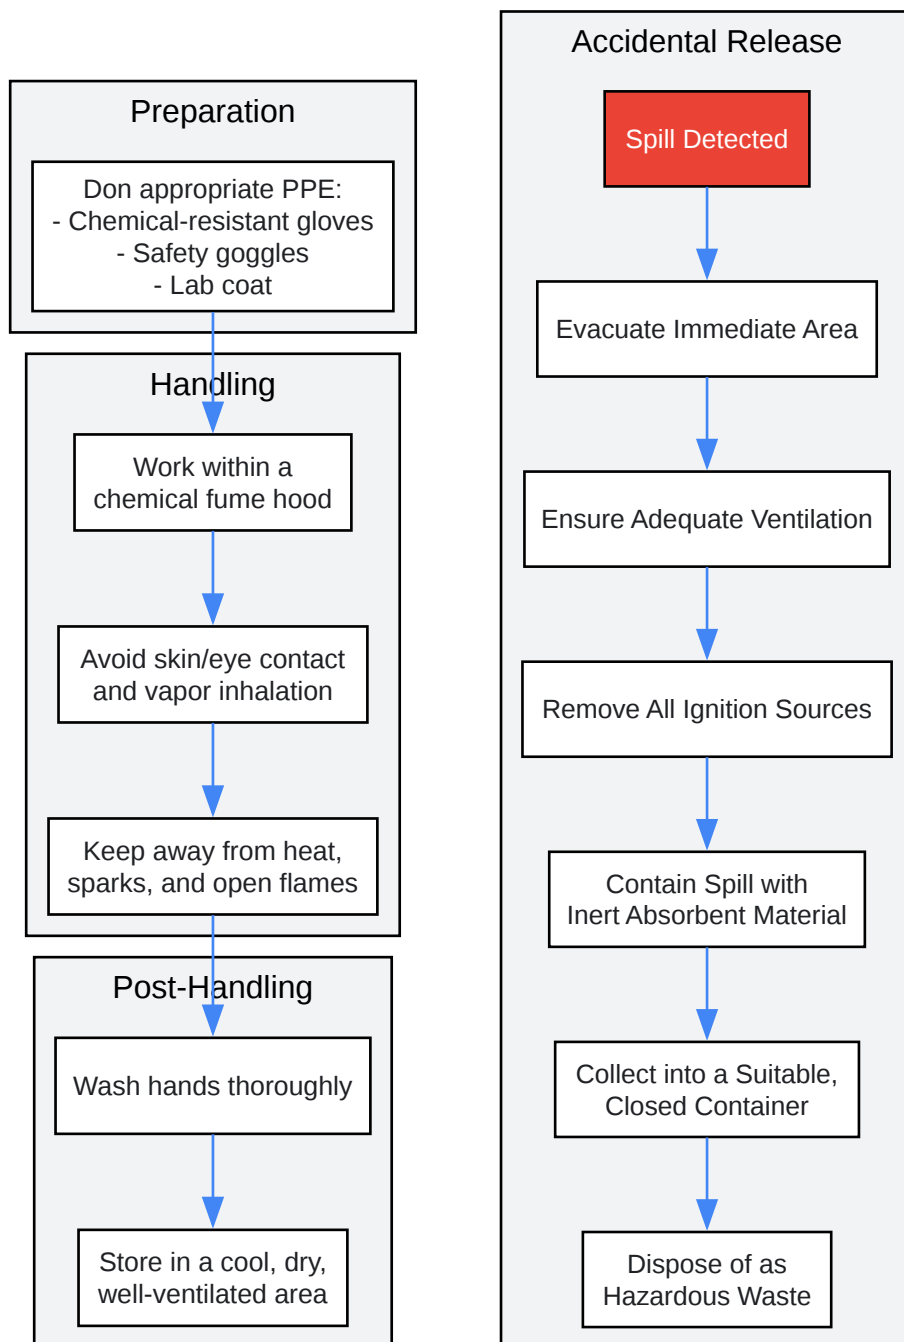 Preparation
Don appropriate PPE:
- Chemical-resistant gloves
- Safety goggles
- Lab coat
Handling
Work within a
chemical fume hood
Avoid skin/eye contact
and vapor inhalation
Keep away from heat,
sparks, and open flames
Post-Handling
Wash hands thoroughly
Store in a cool, dry,
well-ventilated area
Accidental Release
Spill Detected
Evacuate Immediate Area
Ensure Adequate Ventilation
Remove All Ignition Sources
Contain Spill with
Inert Absorbent Material
Collect into a Suitable,
Closed Container
Dispose of as
Hazardous Waste